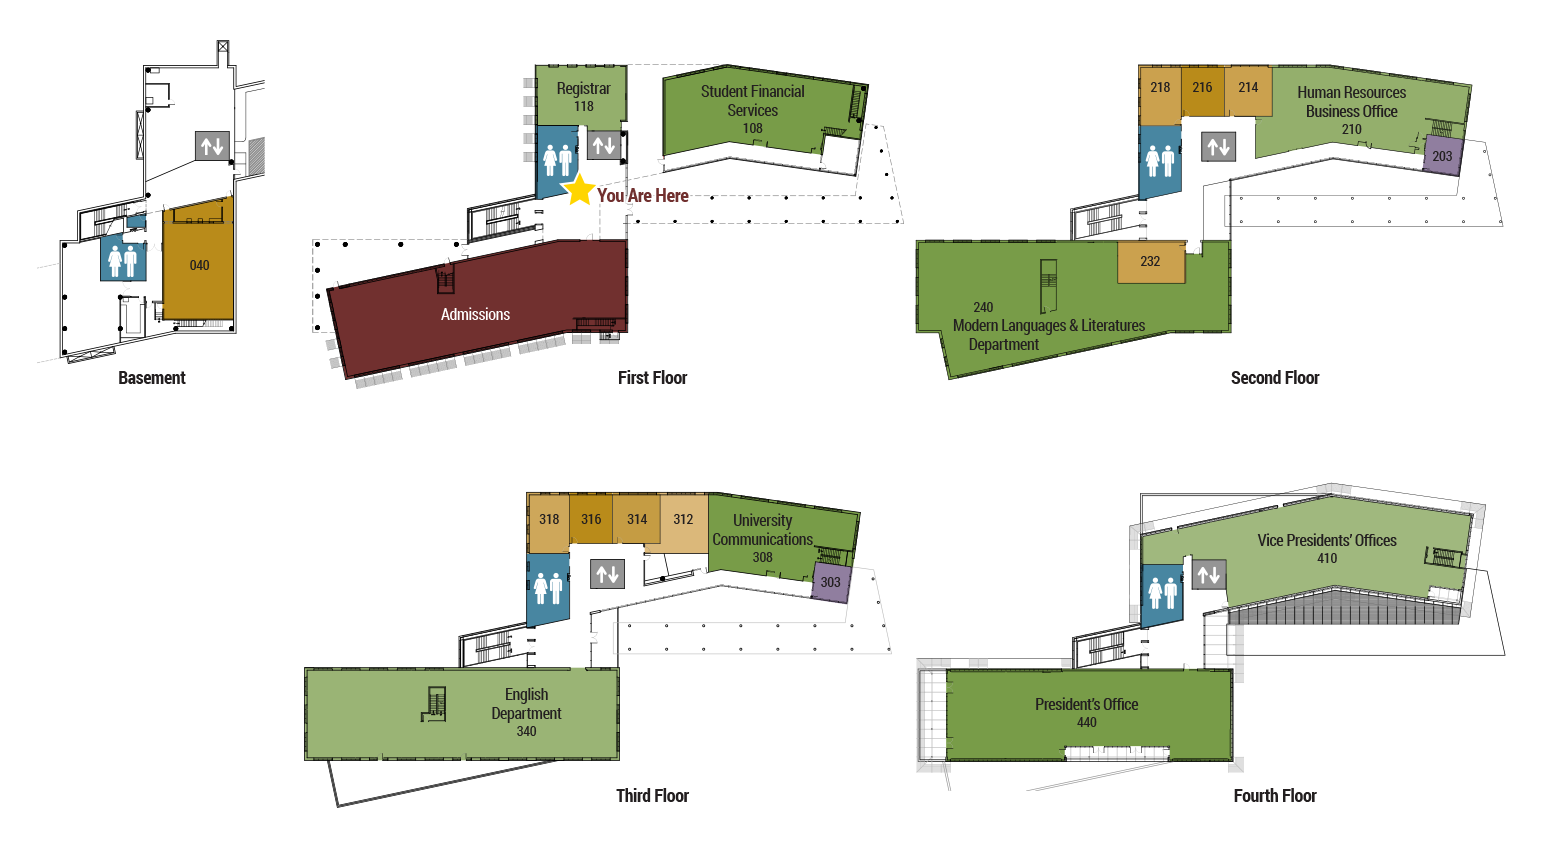 040
Basement
Registrar
118
Student Financial
Services
108
You Are Here
Admissions
First Floor
218
216
214
Human Resources
Business Office
210
203
232
240
Modern Languages & Literatures
Department
Second Floor
318
316
314
312
University
Communications
308
303
English
Department
340
Third Floor
Vice Presidents' Offices
410
President's Office
440
Fourth Floor